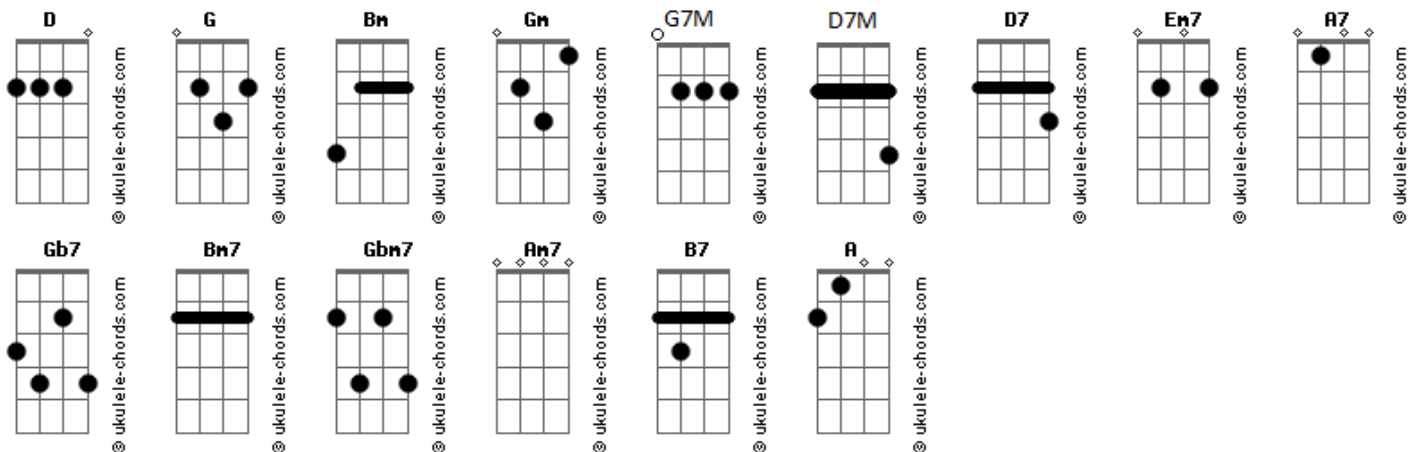 D G Bm Gm G7M D7M D7 Em7 A7
© ukulele-chords.com © ukulele-chords.com © ukulele-chords.com © ukulele-chords.com © ukulele-chords.com © ukulele-chords.com © ukulele-chords.com © ukulele-chords.com © ukulele-chords.com
Gb7 Bm7 Gbm7 Am7 B7 A
© ukulele-chords.com © ukulele-chords.com © ukulele-chords.com © ukulele-chords.com © ukulele-chords.com © ukulele-chords.com